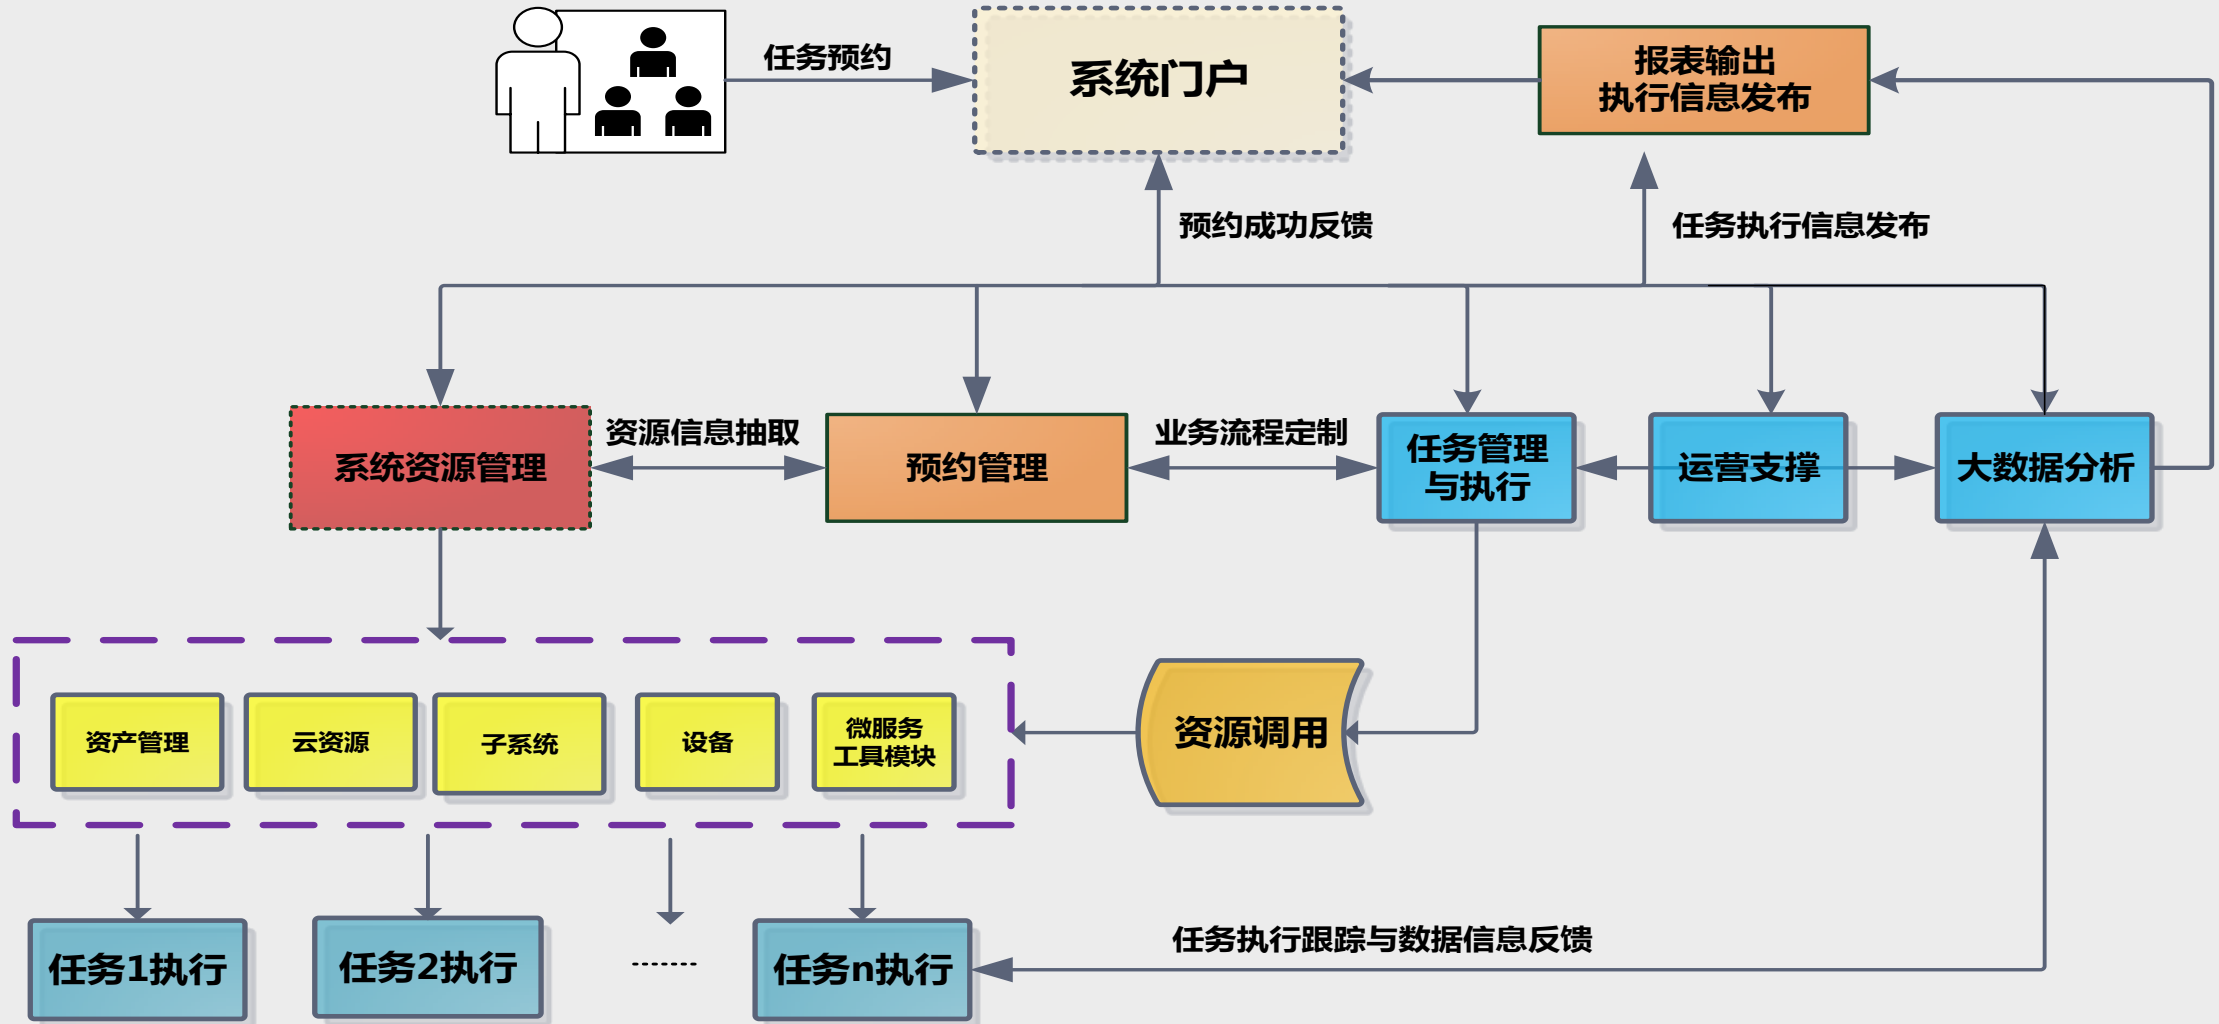 任务预约
系统门户
报表输出
执行信息发布
预约成功反馈
任务执行信息发布
系统资源管理
资源信息抽取
预约管理
业务流程定制
任务管理
与执行
运营支撑
大数据分析
资产管理
云资源
子系统
设备
微服务
工具模块
资源调用
任务执行跟踪与数据信息反馈
任务1执行
任务2执行
.......
任务n执行